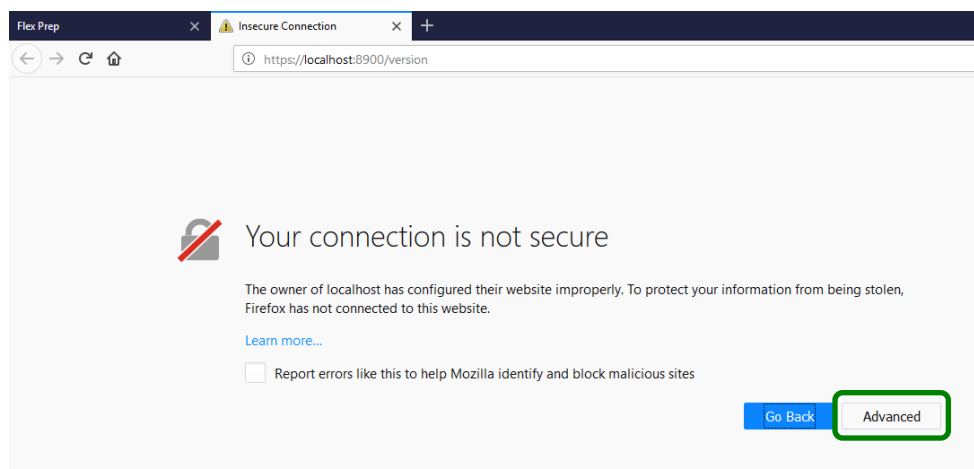 Flex Prep
Insecure Connection
https://localhost:8900/version
Your connection is not secure
The owner of localhost has configured their website improperly. To protect your information from being stolen,
Firefox has not connected to this website.
Learn more...
Report errors like this to help Mozilla identify and block malicious sites
Go Back
Advanced